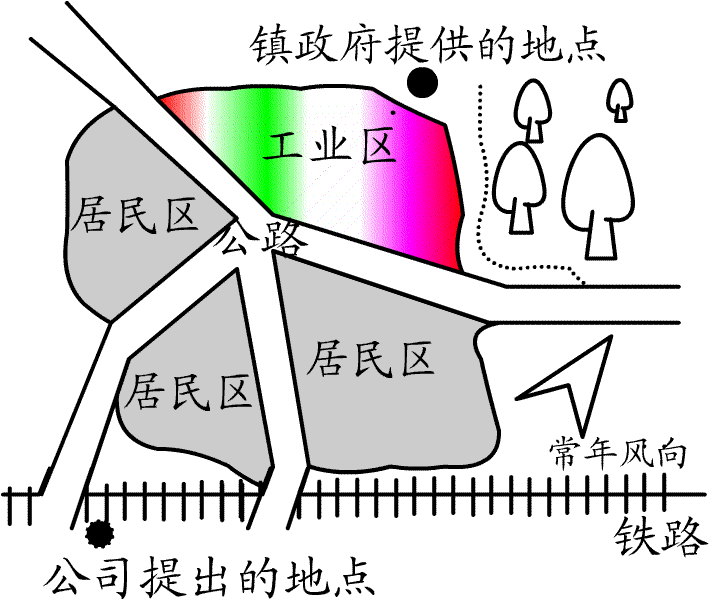 镇政府提供的地点
工业区
居民区
公路
居民区
居民区
常年风向
铁路
公司提出的地点